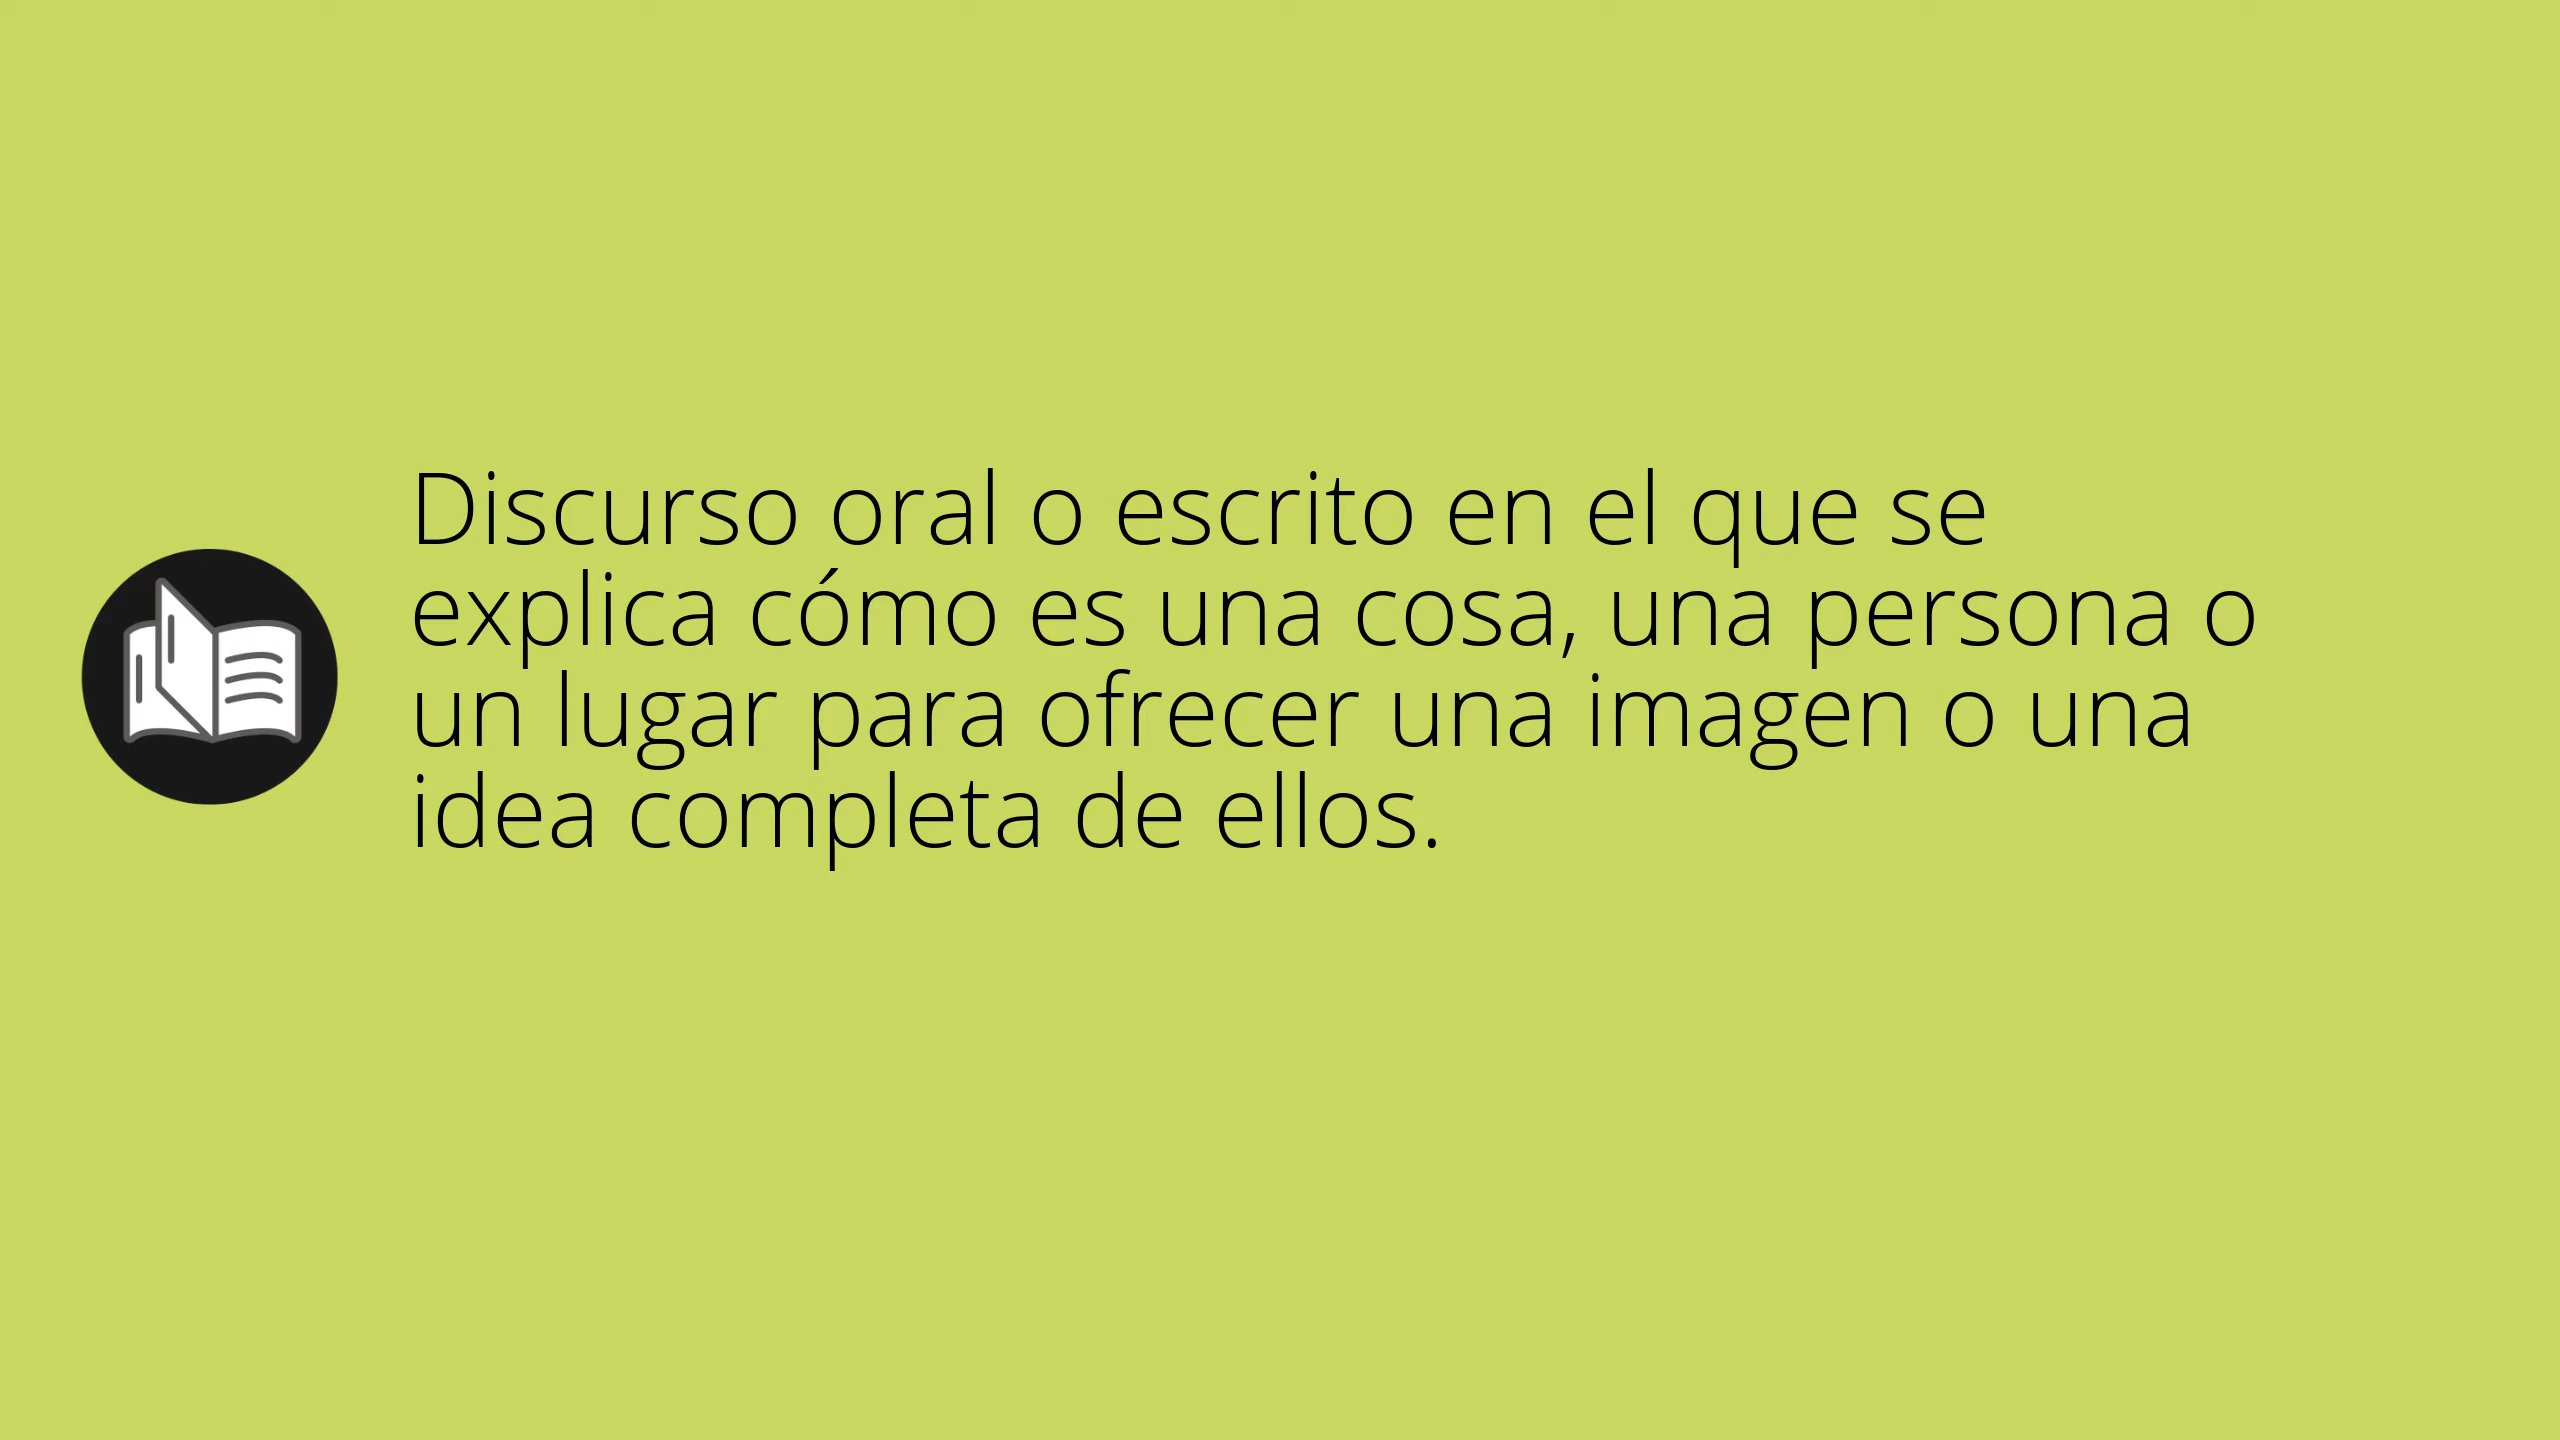 Discurso oral o escrito en el que se
explica cómo es una cosa, una persona o
un lugar para ofrecer una imagen o una
idea completa de ellos.